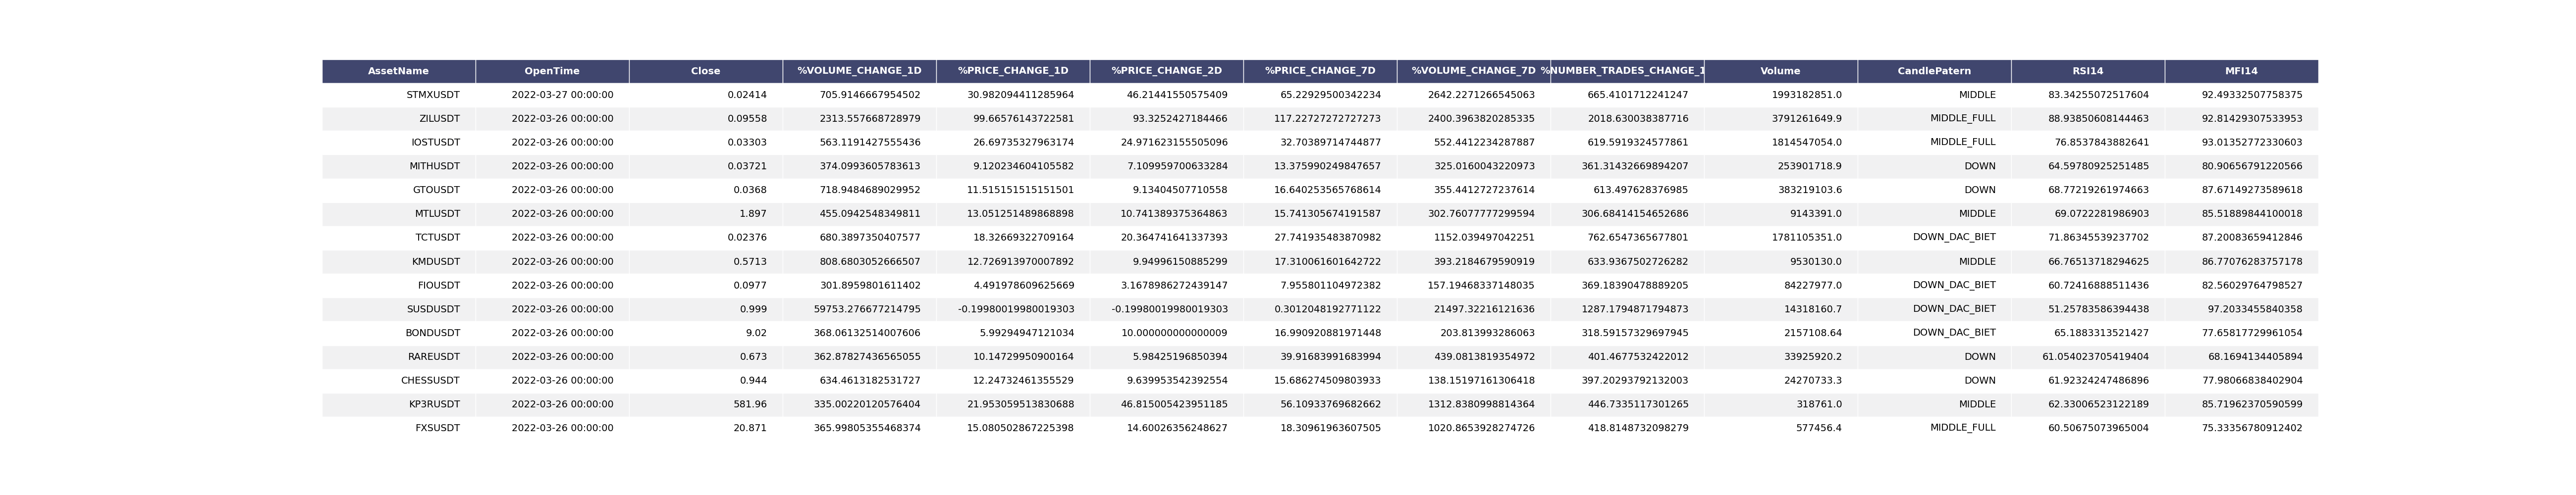 AssetName OpenTime Close %VOLUME_CHANGE_1D %PRICE_CHANGE_1D %PRICE_CHANGE_2D %PRICE_CHANGE_7D %VOLUME_CHANGE_7D %NUMBER_TRADES_CHANGE_1 Volume CandlePatern RSI14 MFI14
STMXUSDT 2022-03-27 00:00:00 0.02414 705.9146667954502 30.982094411285964 46.21441550575409 65.22929500342234 2642.2271266545063 665.4101712241247 1993182851.0 MIDDLE 83.34255072517604 92.49332507758375
ZILUSDT 2022-03-26 00:00:00 0.09558 2313.557668728979 99.66576143722581 93.3252427184466 117.22727272727273 2400.3963820285335 2018.630038387716 3791261649.9 MIDDLE_FULL 88.93850608144463 92.81429307533953
IOSTUSDT 2022-03-26 00:00:00 0.03303 563.1191427555436 26.69735327963174 24.971623155505096 32.70389714744877 552.4412234287887 619.5919324577861 1814547054.0 MIDDLE_FULL 76.8537843882641 93.01352772330603
MITHUSDT 2022-03-26 00:00:00 0.03721 374.0993605783613 9.120234604105582 7.109959700633284 13.375990249847657 325.0160043220973 361.31432669894207 253901718.9 DOWN 64.59780925251485 80.90656791220566
GTOUSDT 2022-03-26 00:00:00 0.0368 718.9484689029952 11.515151515151501 9.13404507710558 16.640253565768614 355.4412727237614 613.497628376985 383219103.6 DOWN 68.77219261974663 87.67149273589618
MTLUSDT 2022-03-26 00:00:00 1.897 455.0942548349811 13.051251489868898 10.741389375364863 15.741305674191587 302.76077777299594 306.68414154652686 9143391.0 MIDDLE 69.0722281986903 85.51889844100018
TCTUSDT 2022-03-26 00:00:00 0.02376 680.3897350407577 18.32669322709164 20.364741641337393 27.741935483870982 1152.039497042251 762.6547365677801 1781105351.0 DOWN_DAC_BIET 71.86345539237702 87.20083659412846
KMDUSDT 2022-03-26 00:00:00 0.5713 808.6803052666507 12.726913970007892 9.94996150885299 17.310061601642722 393.2184679590919 633.9367502726282 9530130.0 MIDDLE 66.76513718294625 86.77076283757178
FIOUSDT 2022-03-26 00:00:00 0.0977 301.8959801611402 4.491978609625669 3.1678986272439147 7.955801104972382 157.19468337148035 369.18390478889205 84227977.0 DOWN_DAC_BIET 60.72416888511436 82.56029764798527
SUSDUSDT 2022-03-26 00:00:00 0.999 59753.276677214795 -0.19980019980019303 -0.19980019980019303 0.3012048192771122 21497.32216121636 1287.1794871794873 14318160.7 DOWN_DAC_BIET 51.25783586394438 97.2033455840358
BONDUSDT 2022-03-26 00:00:00 9.02 368.06132514007606 5.99294947121034 10.000000000000009 16.990920881971448 203.813993286063 318.59157329697945 2157108.64 DOWN_DAC_BIET 65.1883313521427 77.65817729961054
RAREUSDT 2022-03-26 00:00:00 0.673 362.87827436565055 10.14729950900164 5.98425196850394 39.91683991683994 439.0813819354972 401.4677532422012 33925920.2 DOWN 61.054023705419404 68.1694134405894
CHESSUSDT 2022-03-26 00:00:00 0.944 634.4613182531727 12.24732461355529 9.639953542392554 15.686274509803933 138.15197161306418 397.20293792132003 24270733.3 DOWN 61.92324247486896 77.98066838402904
KP3RUSDT 2022-03-26 00:00:00 581.96 335.00220120576404 21.953059513830688 46.815005423951185 56.10933769682662 1312.8380998814364 446.7335117301265 318761.0 MIDDLE 62.33006523122189 85.71962370590599
FXSUSDT 2022-03-26 00:00:00 20.871 365.99805355468374 15.080502867225398 14.60026356248627 18.30961963607505 1020.8653928274726 418.8148732098279 577456.4 MIDDLE_FULL 60.50675073965004 75.33356780912402